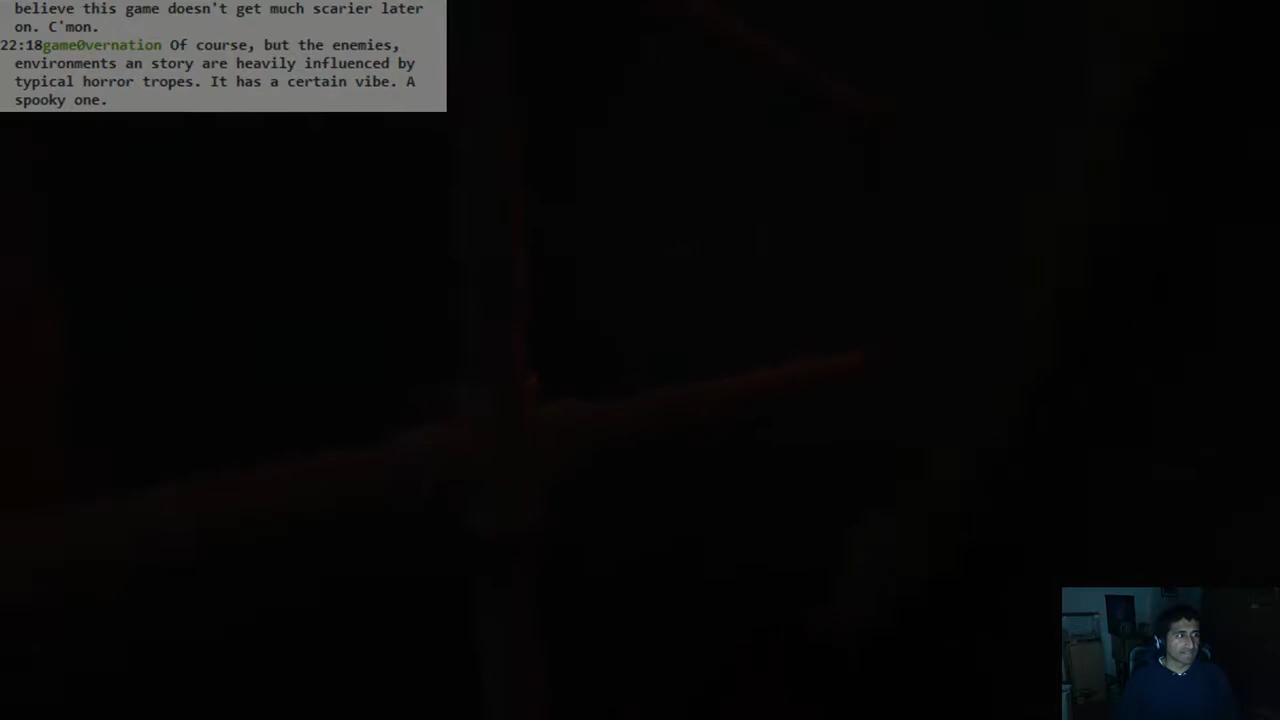 believe this game doesn't get much scarier later
on. C'mon.
22:18game0vernation Of course, but the enemies,
environments an story are heavily influenced by
typical horror tropes. It has a certain vibe. A
spooky one.